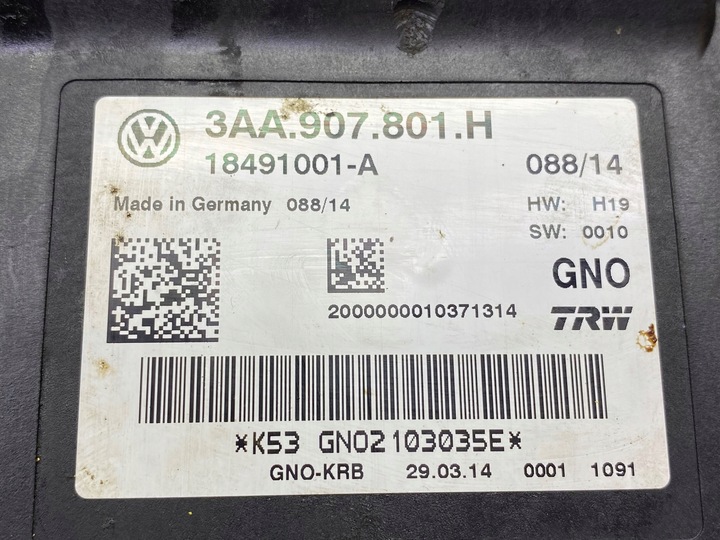 3AA.907.801.H
18491001-A 088/14
Made in Germany 088/14 HW: H19
SW: 0010
GNO
2000000010371314 TRW
*K53 GNO2103035E*
GNO-KRB 29.03.14 0001 1091